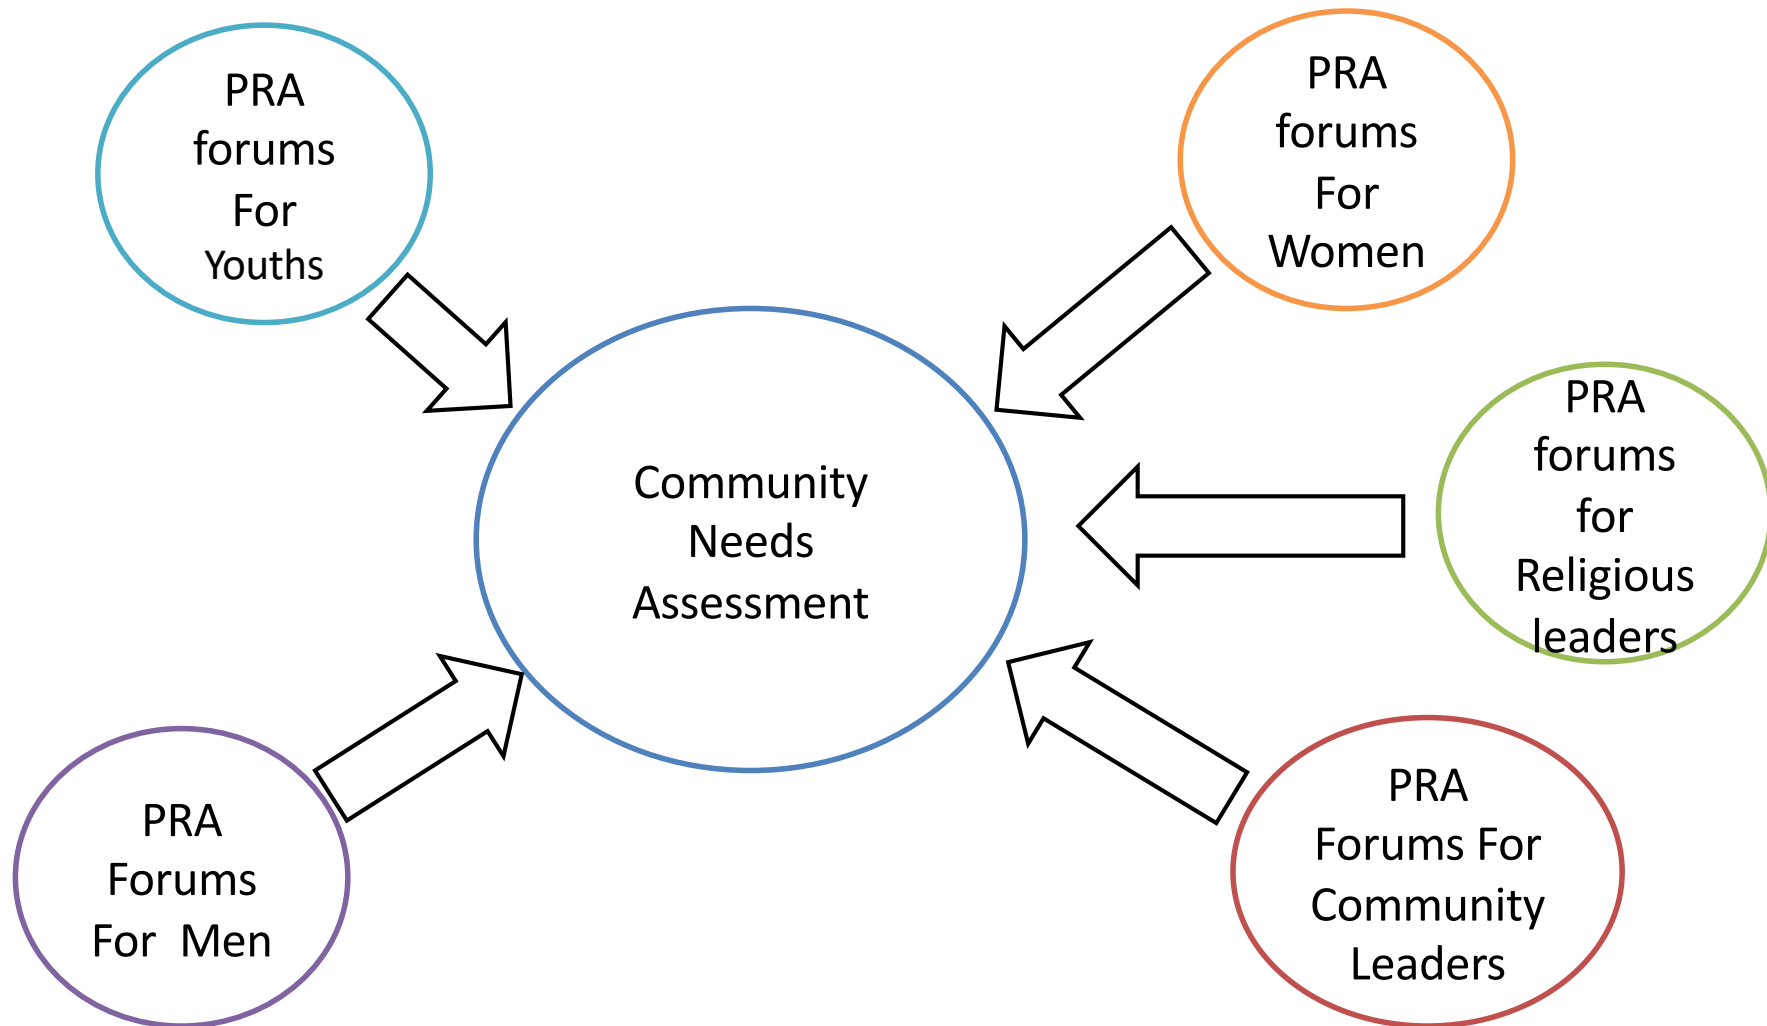 PRA
forums
For
Youths
PRA
forums
For
Women
Community
Needs
Assessment
PRA
forums
for
Religious
leaders
PRA
Forums
For  Men
PRA
Forums For
Community
Leaders